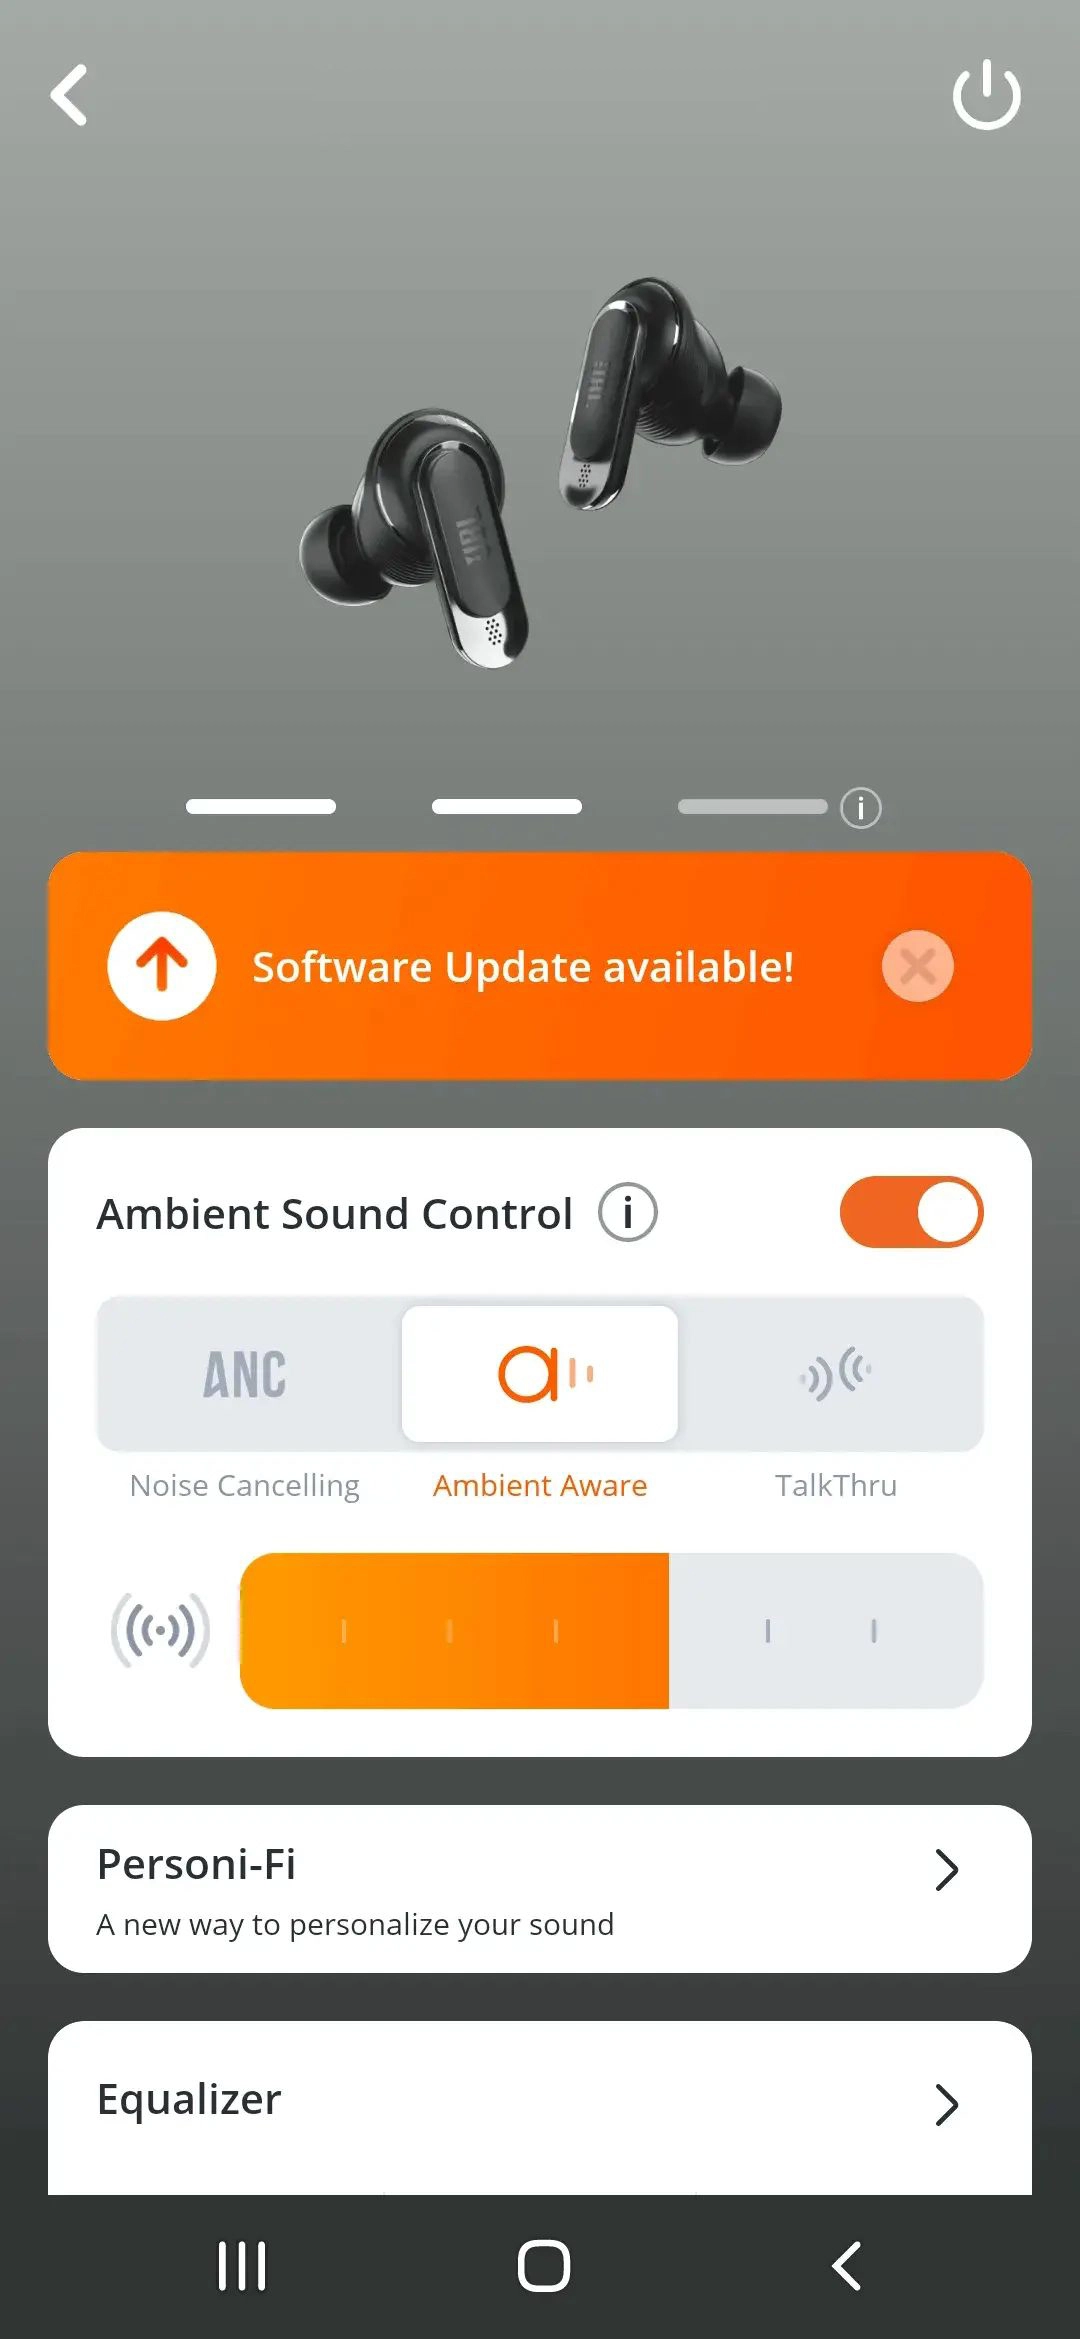 JBL
JBL
Software Update available!
Ambient Sound Control
ANC
Noise Cancelling
Ambient Aware
TalkThru
Personi-Fi
A new way to personalize your sound
Equalizer